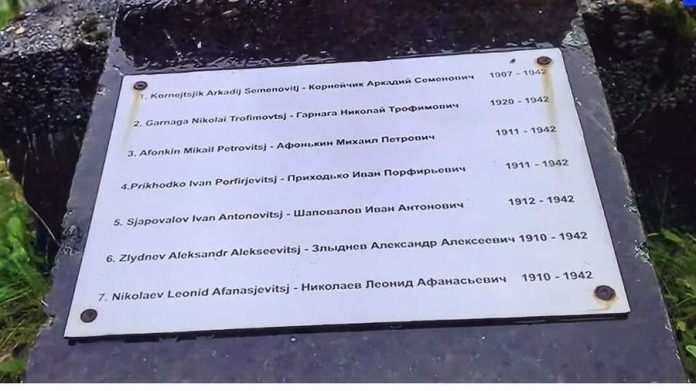 1. Kornejtsjik Arkadij Semenovitj - Корнейчик Аркадий Семенович 1907 - 1942
2. Garnaga Nikolai Trofimovtsj - Гарнага Николай Трофимович 1920 - 1942
3. Afonkin Mikail Petrovitsj - Афонькин Михаил Петрович 1911 - 1942
4.Prikhodko Ivan Porfirjevitsj - Приходько Иван Порфирьевич 1911 - 1942
5. Sjapovalov Ivan Antonovitsj - Шаповалов Иван Антонович 1912 - 1942
6. Zlydnev Aleksandr Alekseevitsj - Злыднев Александр Алексеевич 1910 - 1942
7. Nikolaev Leonid Afanasjevitsj - Николаев Леонид Афанасьевич 1910 - 1942